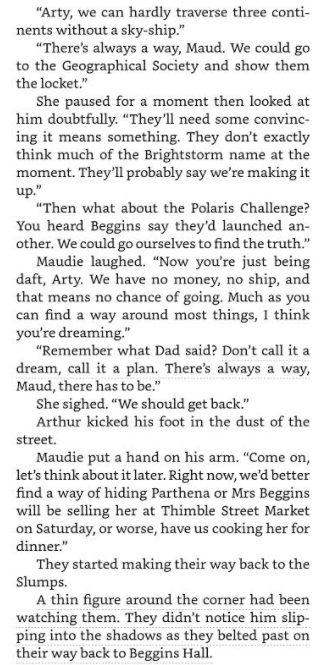 “Arty, we can hardly traverse three conti-
nents without a sky-ship.”
“There’s always a way, Maud. We could go
to the Geographical Society and show them
the locket.”
She paused for a moment then looked at
him doubtfully. “They’ll need some convinc-
ing it means something. They don’t exactly
think much of the Brightstorm name at the
moment. They’ll probably say we’re making it
up.”
“Then what about the Polaris Challenge?
You heard Beggins say they’d launched an-
other. We could go ourselves to find the truth.”
Maudie laughed. “Now you’re just being
daft, Arty. We have no money, no ship, and
that means no chance of going. Much as you
can find a way around most things, I think
you’re dreaming.”
“Remember what Dad said? Don’t call it a
dream, call it a plan. There’s always a way,
Maud, there has to be.”
She sighed. “We should get back.”
Arthur kicked his foot in the dust of the
street.
Maudie put a hand on his arm. “Come on,
let’s think about it later. Right now, we’d better
find a way of hiding Parthena or Mrs Beggins
will be selling her at Thimble Street Market
on Saturday, or worse, have us cooking her for
dinner.”
They started making their way back to the
Slumps.
A thin figure around the corner had been
watching them. They didn’t notice him slip-
ping into the shadows as they belted past on
their way back to Beggins Hall.